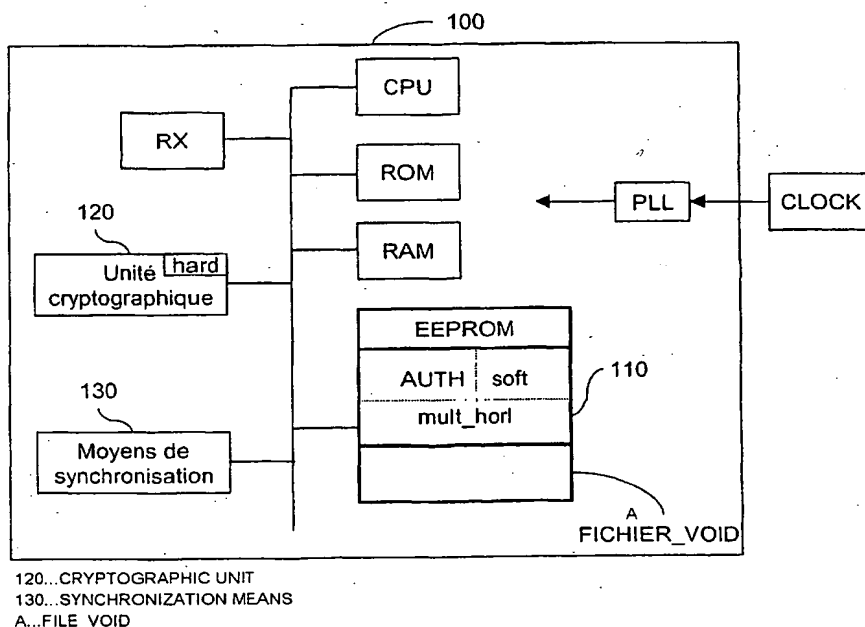 100
CPU
RX
ROM
PLL
CLOCK
120
RAM
hard
Unité
cryptographique
EEPROM
AUTH soft
110
mult_horl
130
Moyens de
synchronisation
A
FICHIER_VOID
120...CRYPTOGRAPHIC UNIT
130...SYNCHRONIZATION MEANS
A...FILE VOID